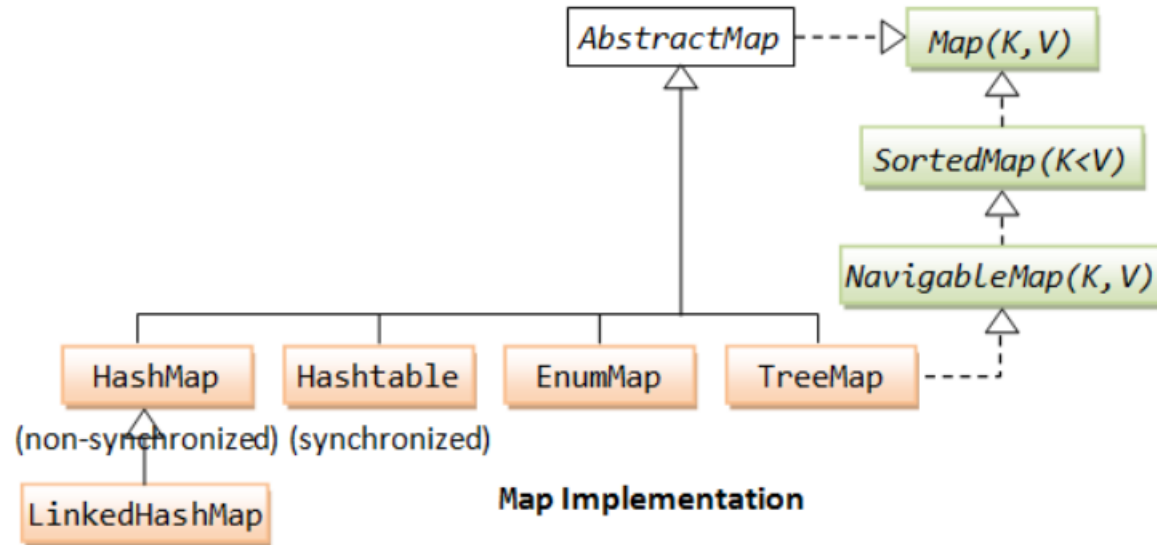 AbstractMap
Map(K,V)
SortedMap(K<V)
NavigableMap(K,V)
HashMap
Hashtable
EnumMap
TreeMap
(non-synchronized)
(synchronized)
LinkedHashMap
Map Implementation